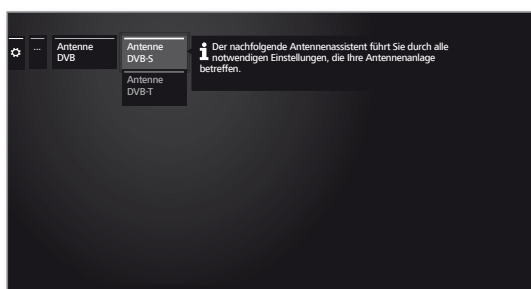 ...
Antenne
DVB
Antenne
DVB-S
Antenne
DVB-T
i Der nachfolgende Antennenassistent führt Sie durch alle
notwendigen Einstellungen, die Ihre Antennenanlage
betreffen.